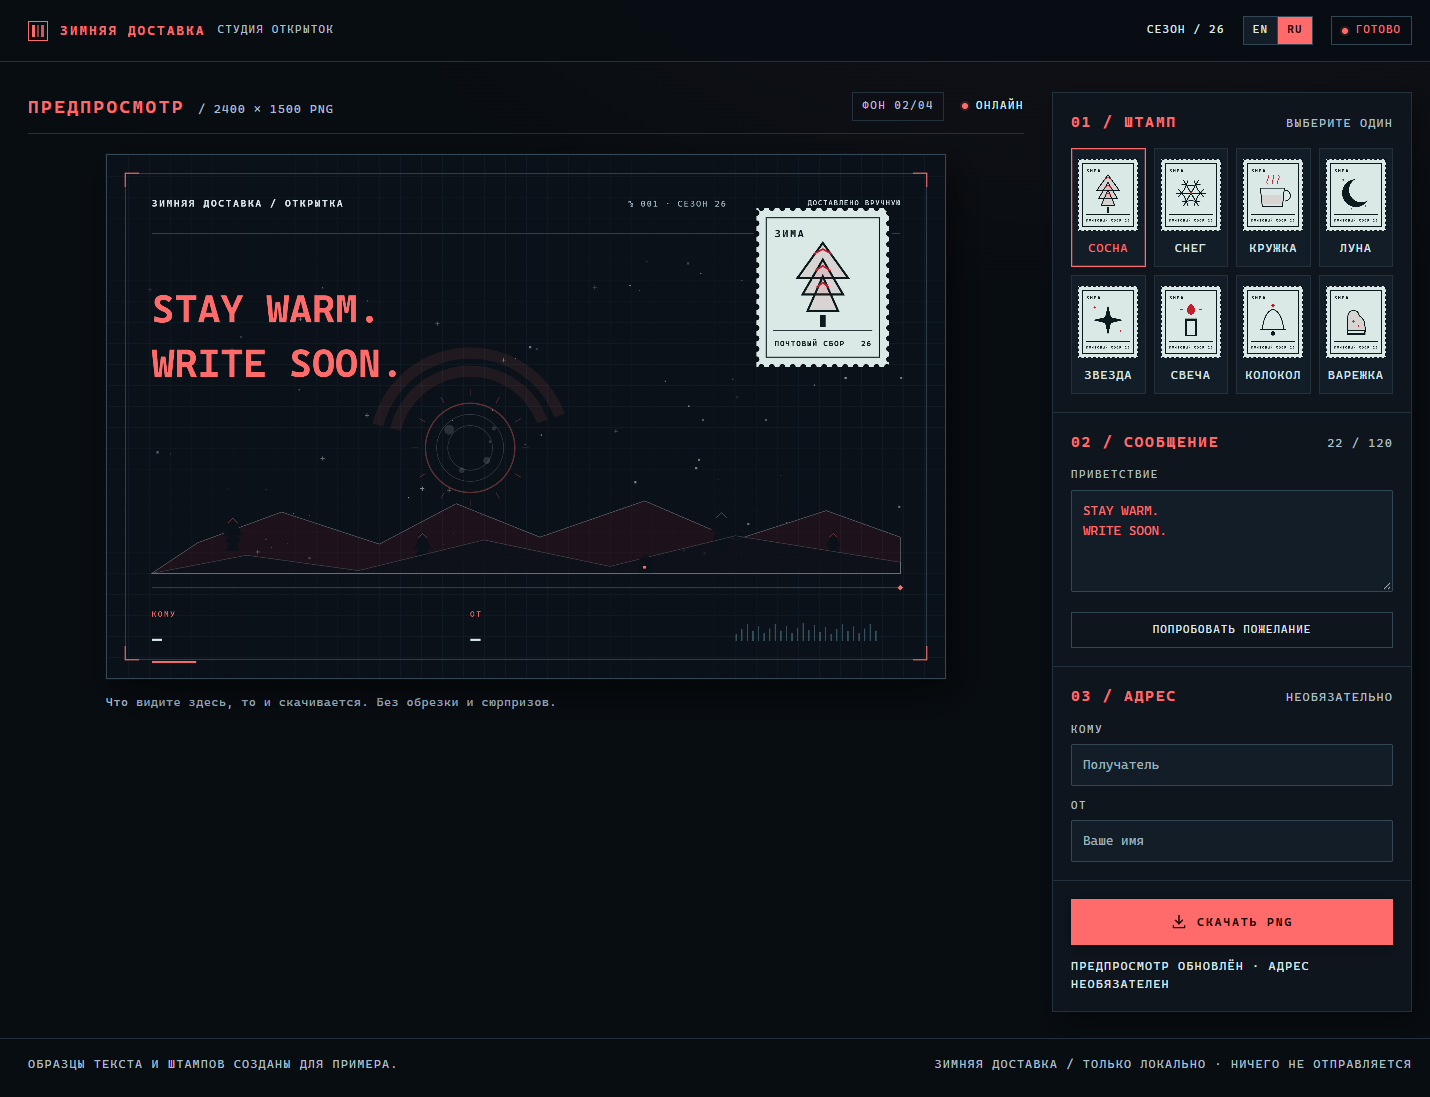 ЗИМНЯЯ ДОСТАВКА СТУДИЯ ОТКРЫТОК
СЕЗОН / 26
EN
RU
ГОТОВО
ПРЕДПРОСМОТР / 2400 × 1500 PNG
ФОН 02/04
ОНЛАЙН
ЗИМНЯЯ ДОСТАВКА / ОТКРЫТКА
001 · СЕЗОН 26
ДОСТАВЛЕНО ВРУЧНУЮ
ЗИМА
ПОЧТОВЫЙ СБОР 26
STAY WARM.
WRITE SOON.
КОМУ
—
ОТ
—
Что видите здесь, то и скачивается. Без обрезки и сюрпризов.
01 / ШТАМП
ВЫБЕРИТЕ ОДИН
СОСНА
СНЕГ
КРУЖКА
ЛУНА
ЗВЕЗДА
СВЕЧА
КОЛОКОЛ
ВАРЕЖКА
02 / СООБЩЕНИЕ
22 / 120
ПРИВЕТСТВИЕ
STAY WARM.
WRITE SOON.
ПОПРОБОВАТЬ ПОЖЕЛАНИЕ
03 / АДРЕС
НЕОБЯЗАТЕЛЬНО
КОМУ
Получатель
ОТ
Ваше имя
СКАЧАТЬ PNG
ПРЕДПРОСМОТР ОБНОВЛЁН · АДРЕС
НЕОБЯЗАТЕЛЕН
ОБРАЗЦЫ ТЕКСТА И ШТАМПОВ СОЗДАНЫ ДЛЯ ПРИМЕРА.
ЗИМНЯЯ ДОСТАВКА / ТОЛЬКО ЛОКАЛЬНО · НИЧЕГО НЕ ОТПРАВЛЯЕТСЯ